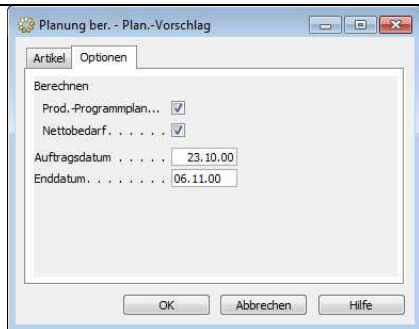 Planung ber. - Plan.-Vorschlag
Artikel Optionen
Berechnen
Prod.-Programmplan...
Nettobedarf. . . . . .
Auftragsdatum . . . . . 23.10.00
Enddatum. . . . . . . . 06.11.00
OK Abbrechen Hilfe